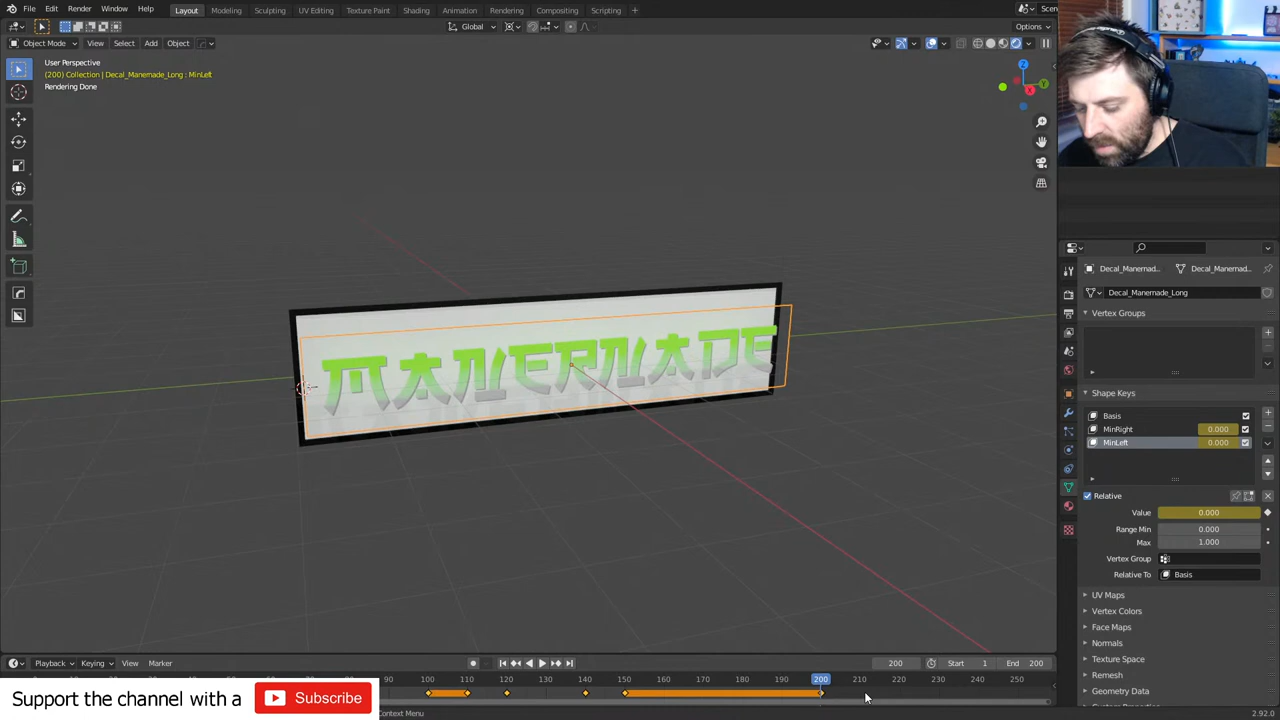 File Edit Render Window Help Layout Modeling Sculpting UV Editing Texture Paint Shading Animation Rendering Compositing Scripting + Scen
Global Options
Object Mode View Select Add Object
User Perspective
(200) Collection | Decal_Manemade_Long : MinLeft
Rendering Done
Z
Y
X
MANERMADE
Decal_Manemad... Decal_Manemad...
Decal_Manemade_Long
Vertex Groups
Shape Keys
Basis
MinRight 0.000
MinLeft 0.000
Relative
Value 0.000
Range Min 0.000
Max 1.000
Vertex Group
Relative To Basis
UV Maps
Vertex Colors
Face Maps
Normals
Texture Space
Remesh
Geometry Data
Playback Keying View Marker 200 Start 1 End 200
90 100 110 120 130 140 150 160 170 180 190 200 210 220 230 240 250
Support the channel with a Subscribe
Context Menu 2.92.0